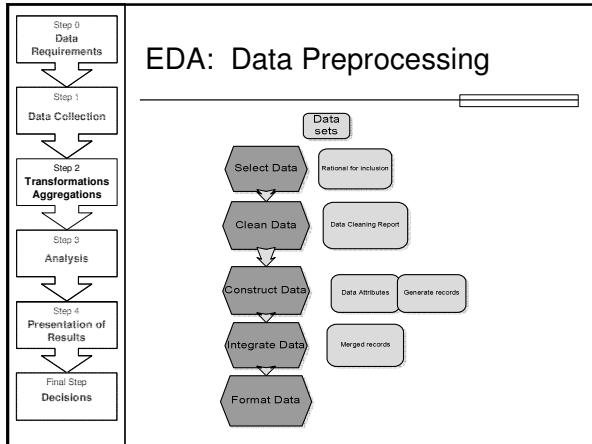 Step 0
Data
Requirements
Step 1
Data Collection
Step 2
Transformations
Aggregations
Step 3
Analysis
Step 4
Presentation of
Results
Final Step
Decisions
EDA: Data Preprocessing
Data
sets
Select Data
Rational for inclusion
Clean Data
Data Cleaning Report
Construct Data
Data Attributes
Generate records
Integrate Data
Merged records
Format Data